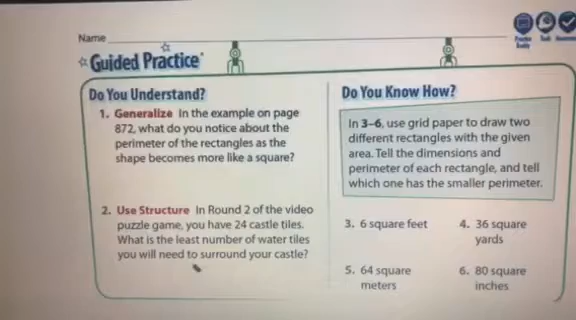 Name
Guided Practice
Do You Understand?
1. Generalize In the example on page
872, what do you notice about the
perimeter of the rectangles as the
shape becomes more like a square?
2. Use Structure In Round 2 of the video
puzzle game, you have 24 castle tiles.
What is the least number of water tiles
you will need to surround your castle?
Do You Know How?
In 3–6, use grid paper to draw two
different rectangles with the given
area. Tell the dimensions and
perimeter of each rectangle, and tell
which one has the smaller perimeter.
3. 6 square feet
4. 36 square
yards
5. 64 square
meters
6. 80 square
inches